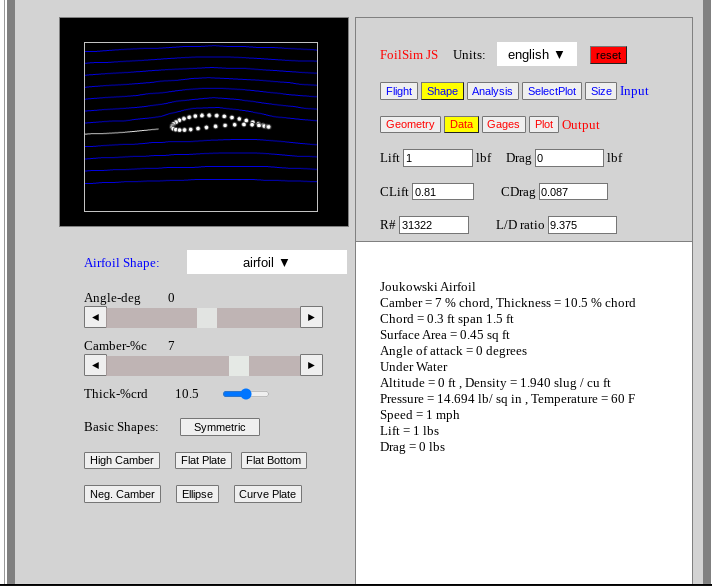 FoilSim JS Units: english ▼ reset
Flight Shape Analysis SelectPlot Size Input
Geometry Data Gages Plot Output
Lift 1 lbf Drag 0 lbf
CLift 0.81 CDrag 0.087
R# 31322 L/D ratio 9.375
Airfoil Shape: airfoil ▼
Angle-deg 0
◄ ►
Camber-%c 7
◄ ►
Thick-%crd 10.5
Basic Shapes: Symmetric
High Camber Flat Plate Flat Bottom
Neg. Camber Ellipse Curve Plate
Joukowski Airfoil
Camber = 7 % chord, Thickness = 10.5 % chord
Chord = 0.3 ft span 1.5 ft
Surface Area = 0.45 sq ft
Angle of attack = 0 degrees
Under Water
Altitude = 0 ft , Density = 1.940 slug / cu ft
Pressure = 14.694 lb/ sq in , Temperature = 60 F
Speed = 1 mph
Lift = 1 lbs
Drag = 0 lbs